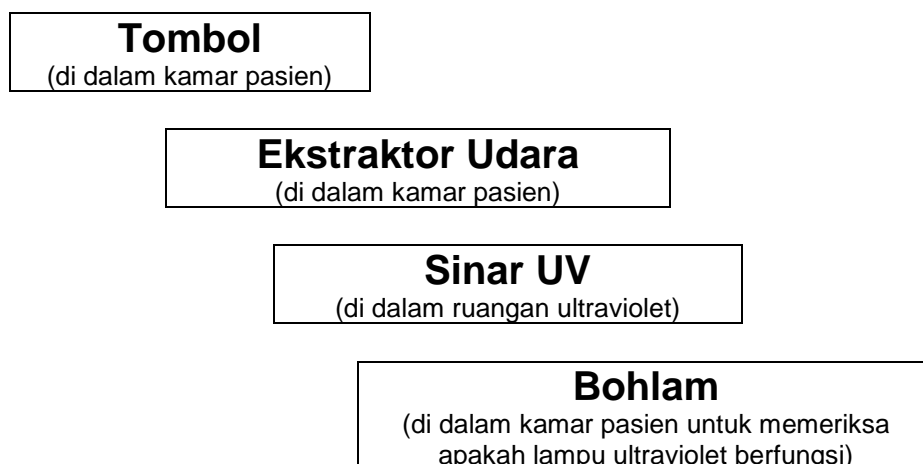 Tombol
(di dalam kamar pasien)
Ekstraktor Udara
(di dalam kamar pasien)
Sinar UV
(di dalam ruangan ultraviolet)
Bohlam
(di dalam kamar pasien untuk memeriksa
apakah lampu ultraviolet berfungsi)